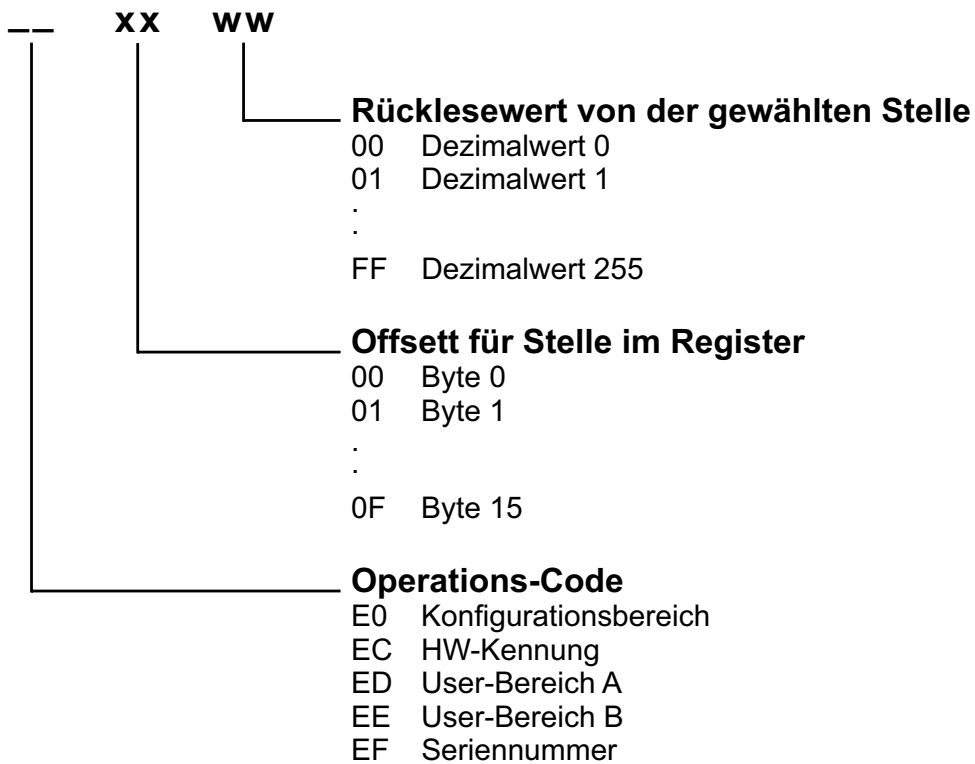 __ xx ww
Rücklesewert von der gewählten Stelle
00 Dezimalwert 0
01 Dezimalwert 1
.
.
FF Dezimalwert 255
Offsett für Stelle im Register
00 Byte 0
01 Byte 1
.
.
0F Byte 15
Operations-Code
E0 Konfigurationsbereich
EC HW-Kennung
ED User-Bereich A
EE User-Bereich B
EF Seriennummer